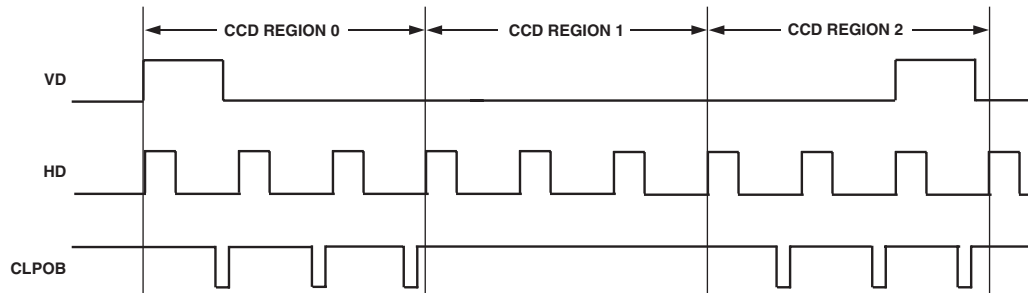 CCD REGION 0
CCD REGION 1
CCD REGION 2
VD
HD
CLPOB